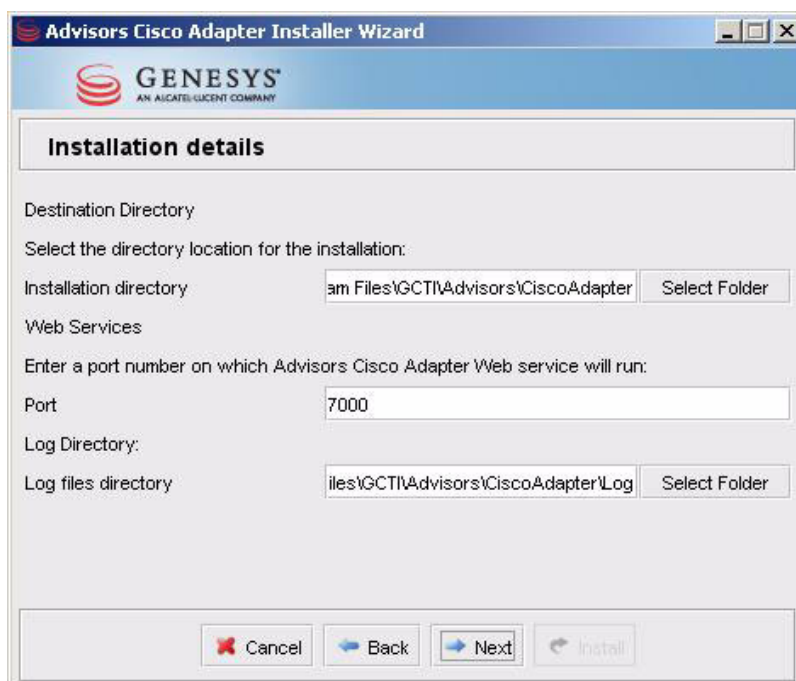 Advisors Cisco Adapter Installer Wizard
GENESYS
AN ALCATEL-LUCENT COMPANY
Installation details
Destination Directory
Select the directory location for the installation:
Installation directory am Files\GCTI\Advisors\CiscoAdapter Select Folder
Web Services
Enter a port number on which Advisors Cisco Adapter Web service will run:
Port 7000
Log Directory:
Log files directory iles\GCTI\Advisors\CiscoAdapter\Log Select Folder
Cancel Back Next Install